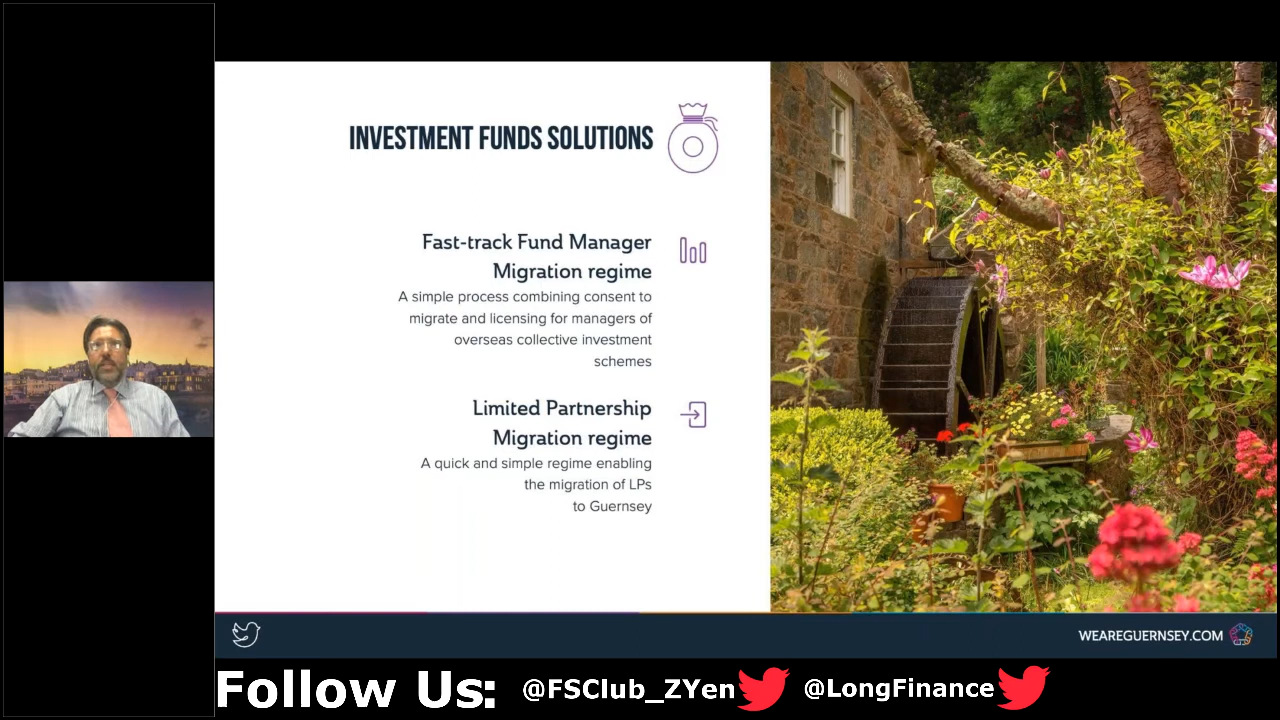 INVESTMENT FUNDS SOLUTIONS
Fast-track Fund Manager
Migration regime
A simple process combining consent to
migrate and licensing for managers of
overseas collective investment
schemes
Limited Partnership
Migration regime
A quick and simple regime enabling
the migration of LPs
to Guernsey
WEAREGUERNSEY.COM
Follow Us: @FSClub_ZYen @LongFinance